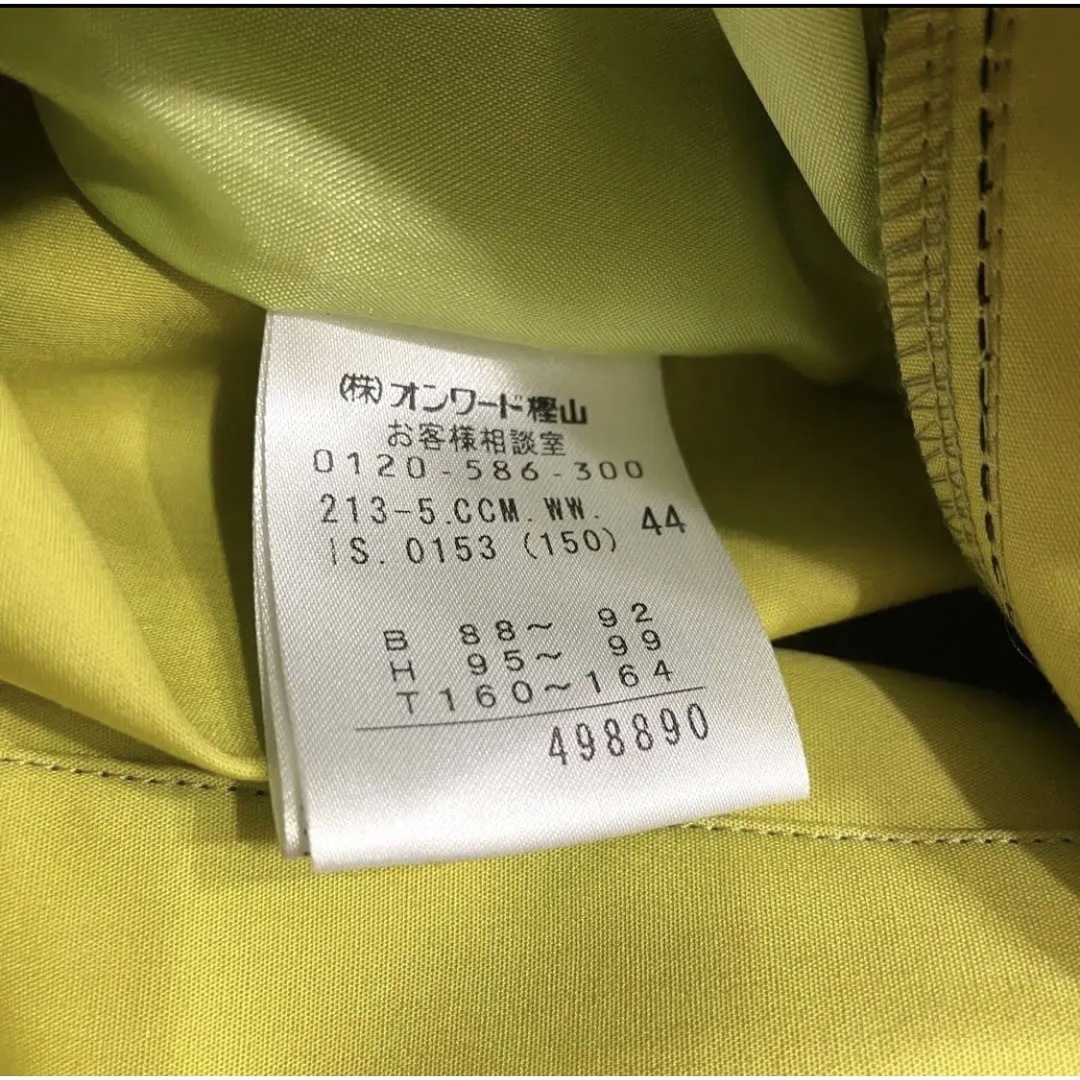 (株)オンワード樫山
お客様相談室
0120-586-300
213-5.CCM.WW. 44
IS.0153 (150)
B 88～ 92
H 95～ 99
T160～164
498890